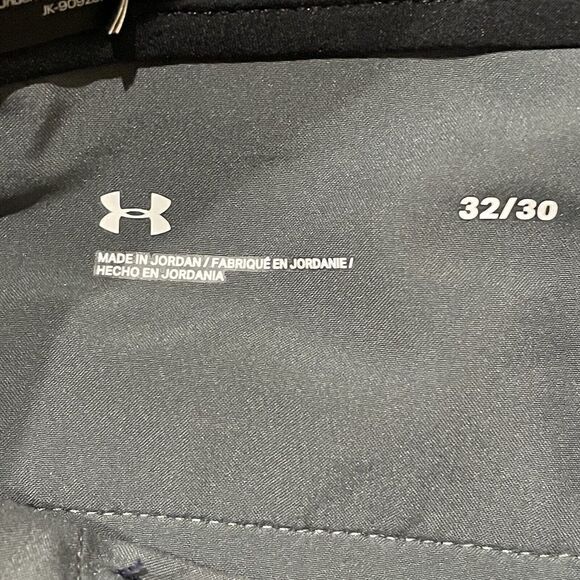 32/30
MADE IN JORDAN / FABRIQUÉ EN JORDANIE /
HECHO EN JORDANIA